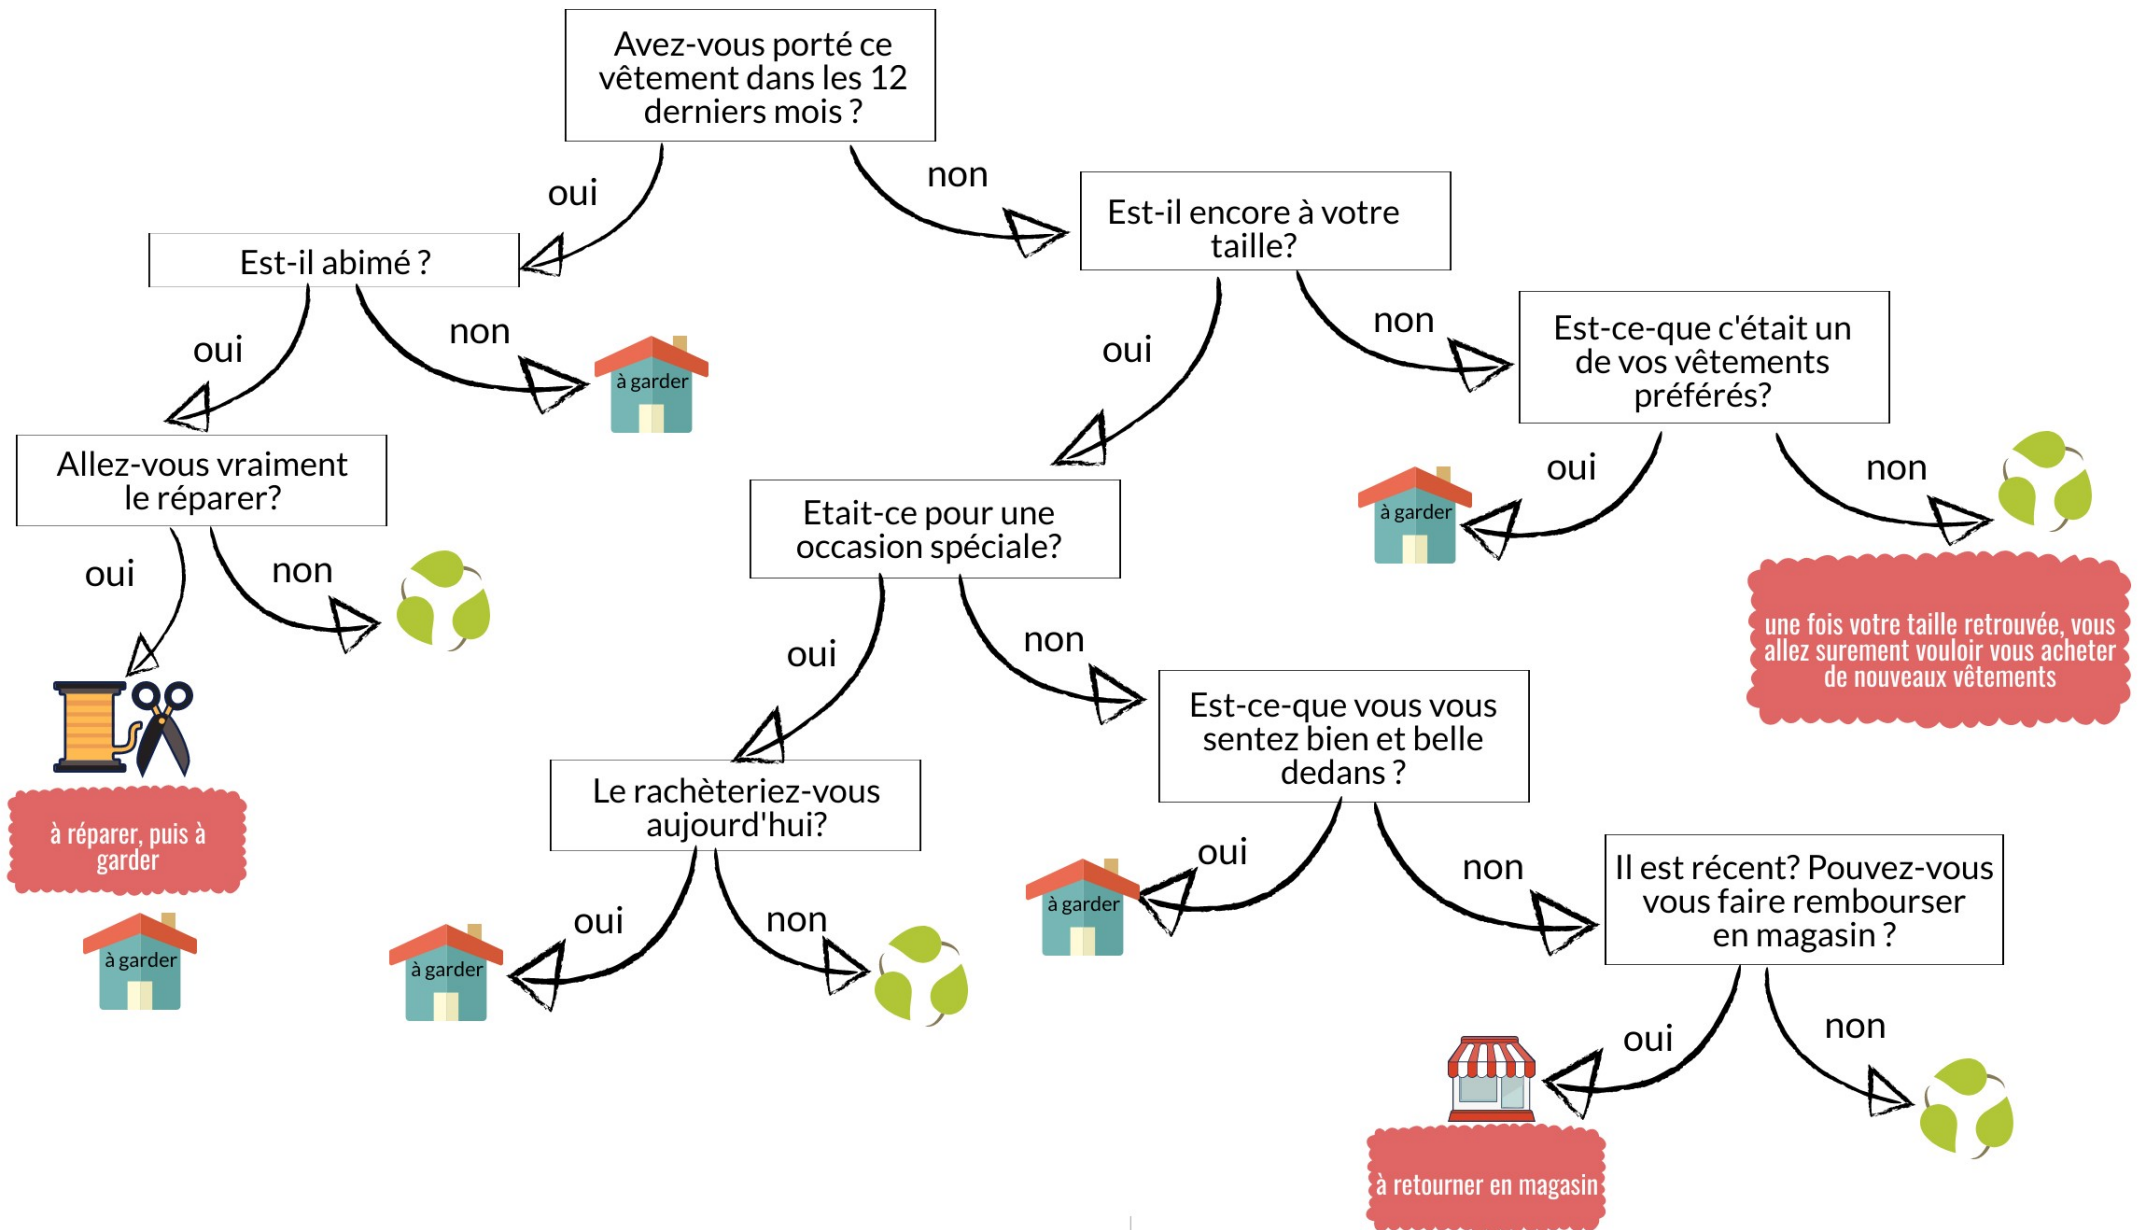 Avez-vous porté ce
vêtement dans les 12
derniers mois ?
oui
non
Est-il encore à votre
taille?
Est-il abimé ?
oui
non
à garder
oui
non
Est-ce-que c'était un
de vos vêtements
préférés?
Allez-vous vraiment
le réparer?
oui
non
à garder
Etait-ce pour une
occasion spéciale?
oui
non
une fois votre taille retrouvée, vous
allez surement vouloir vous acheter
de nouveaux vêtements
oui
non
Est-ce-que vous vous
sentez bien et belle
dedans ?
à réparer, puis à
garder
à garder
Le rachèteriez-vous
aujourd'hui?
oui
non
à garder
oui
non
à garder
Il est récent? Pouvez-vous
vous faire rembourser
en magasin ?
oui
non
à retourner en magasin